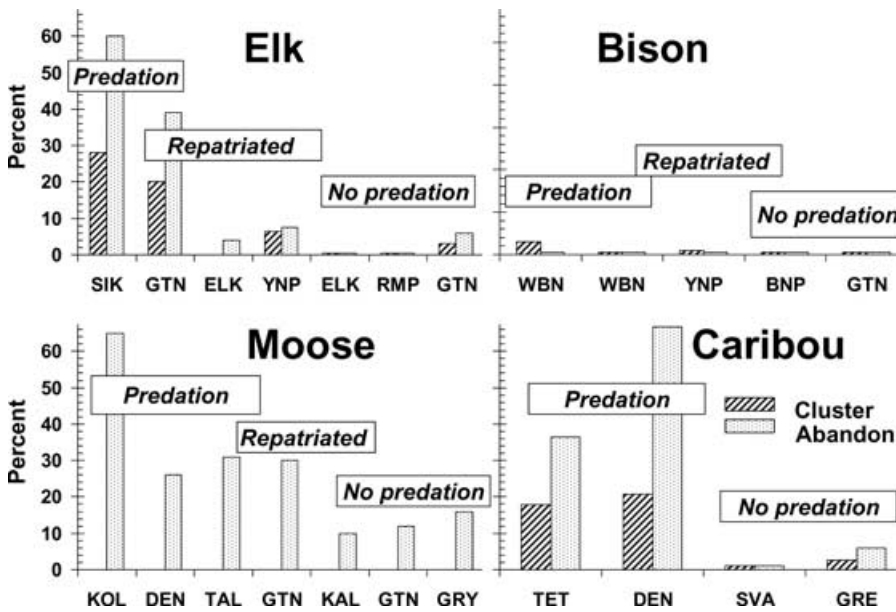 Elk
Percent
60
50
40
30
20
10
0
Predation
Repatriated
No predation
SIK GTN ELK YNP ELK RMP GTN
Bison
Predation
Repatriated
No predation
WBN WBN YNP BNP GTN
Moose
Percent
60
50
40
30
20
10
0
Predation
Repatriated
No predation
KOL DEN TAL GTN KAL GTN GRY
Caribou
Predation
Cluster
Abandon
No predation
TET DEN SVA GRE